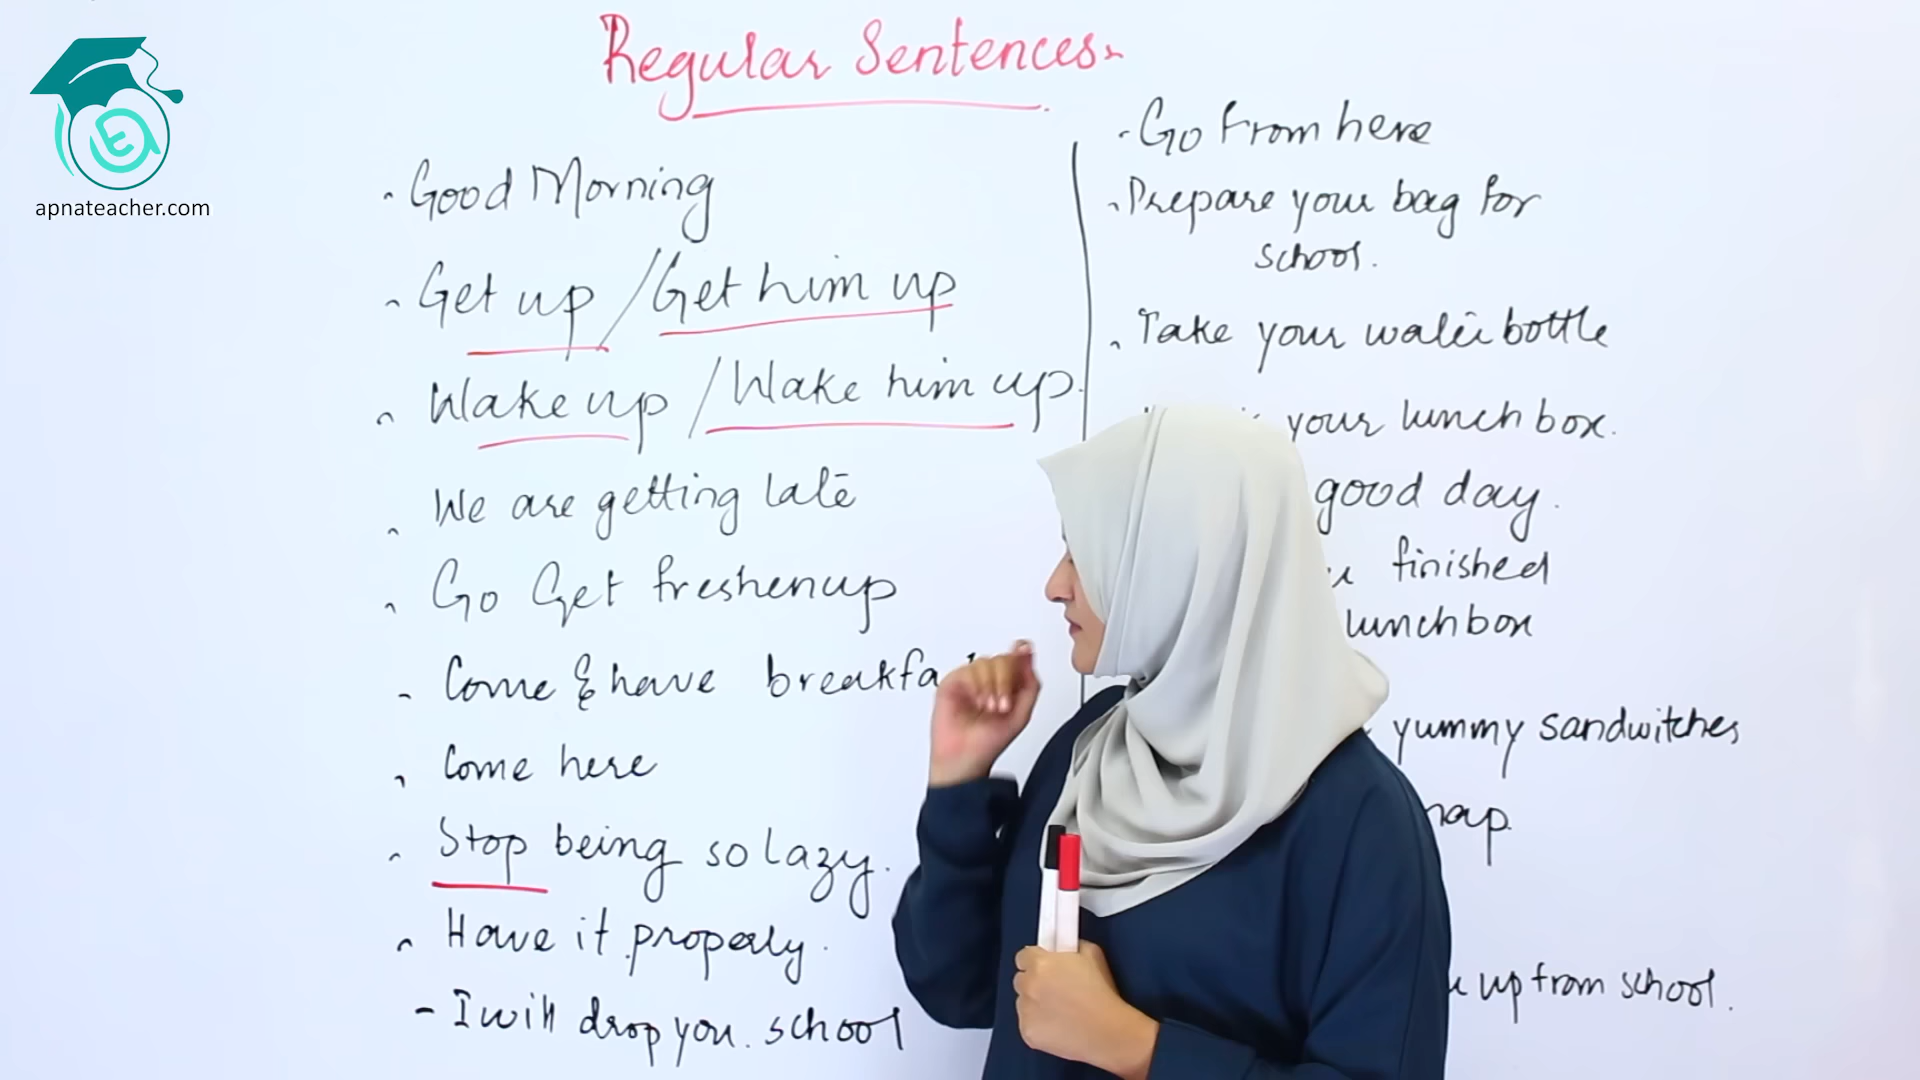 apnateacher.com
Regular Sentences
- Good Morning
- Get up / Get him up
- Wake up / Wake him up.
- We are getting late
- Go Get freshenup
- Come & have breakfa
- Come here
- Stop being so lazy.
- Have it properly.
- I will drop you. school
- Go From here
- Prepare your bag for
school.
- Take your water bottle
your lunch box.
good day.
finished
lunch box
yummy sandwitches
nap.
up from school.